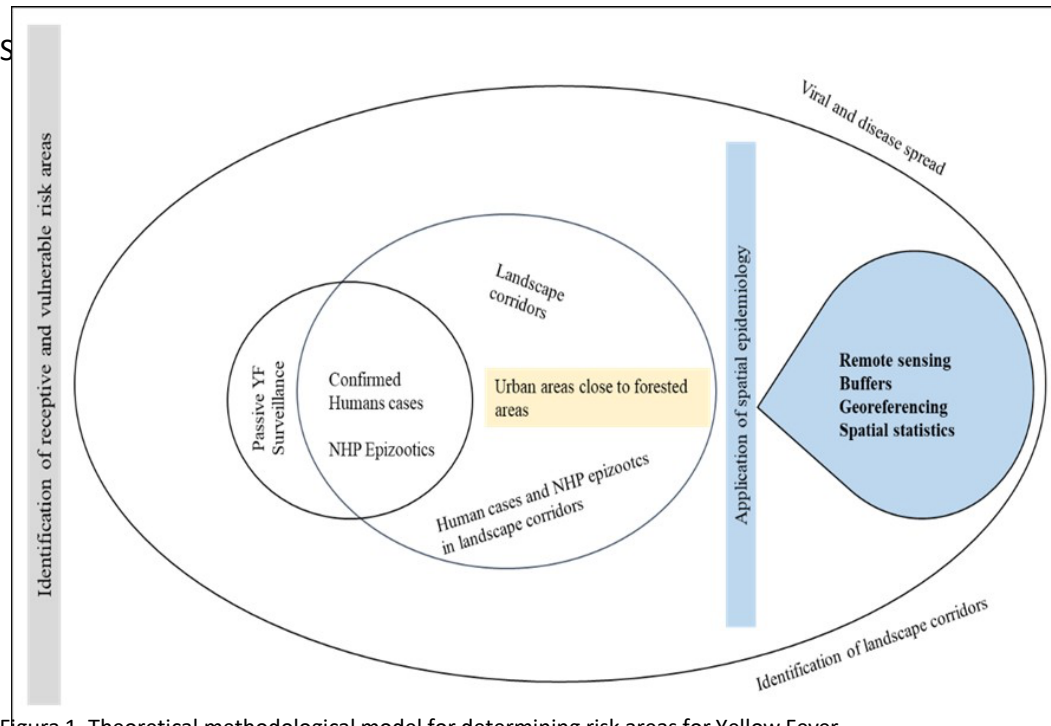 S
Identification of receptive and vulnerable risk areas
Viral and disease spread
Landscape
corridors
Passive YF
Surveillance
Confirmed
Humans cases
NHP Epizootics
Urban areas close to forested
areas
Human cases and NHP epizootcs
in landscape corridors
Application of spatial epidemiology
Remote sensing
Buffers
Georeferencing
Spatial statistics
Identification of landscape corridors
Figura 1. Theoretical methodological model for determining risk areas for Yellow Fever